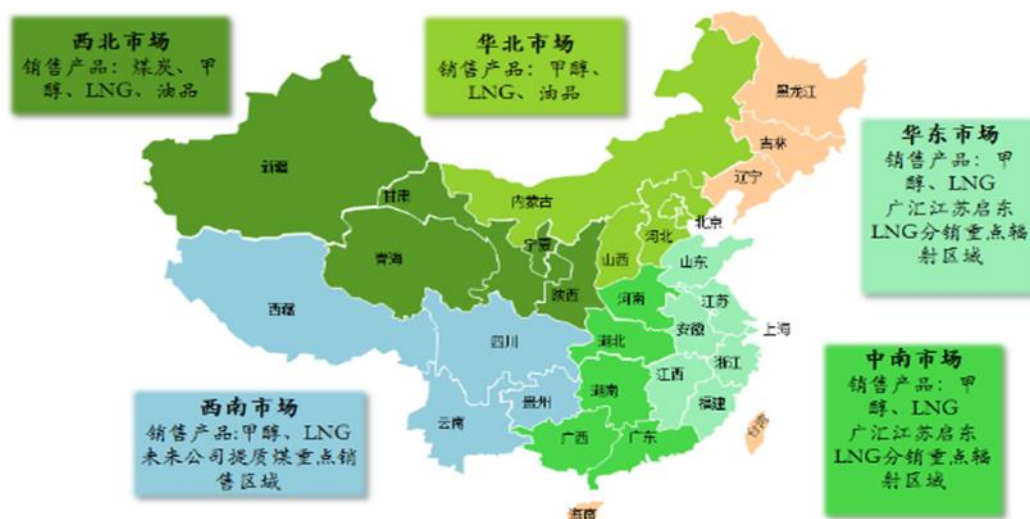 西北市场
销售产品：煤炭、甲
醇、LNG、油品
华北市场
销售产品：甲醇、
LNG、油品
华东市场
销售产品：甲
醇、LNG
广汇江苏启东
LNG分销重点辐
射区域
中南市场
销售产品：甲
醇、LNG
广汇江苏启东
LNG分销重点辐
射区域
西南市场
销售产品:甲醇、LNG
未来公司提质煤重点销
售区域
黑龙江
吉林
辽宁
新疆
甘肃
内蒙古
北京
宁夏
河北
山西
青海
山东
陕西
河南
江苏
西藏
安徽
上海
四川
湖北
浙江
江西
湖南
贵州
福建
云南
台湾
广西
广东
海南